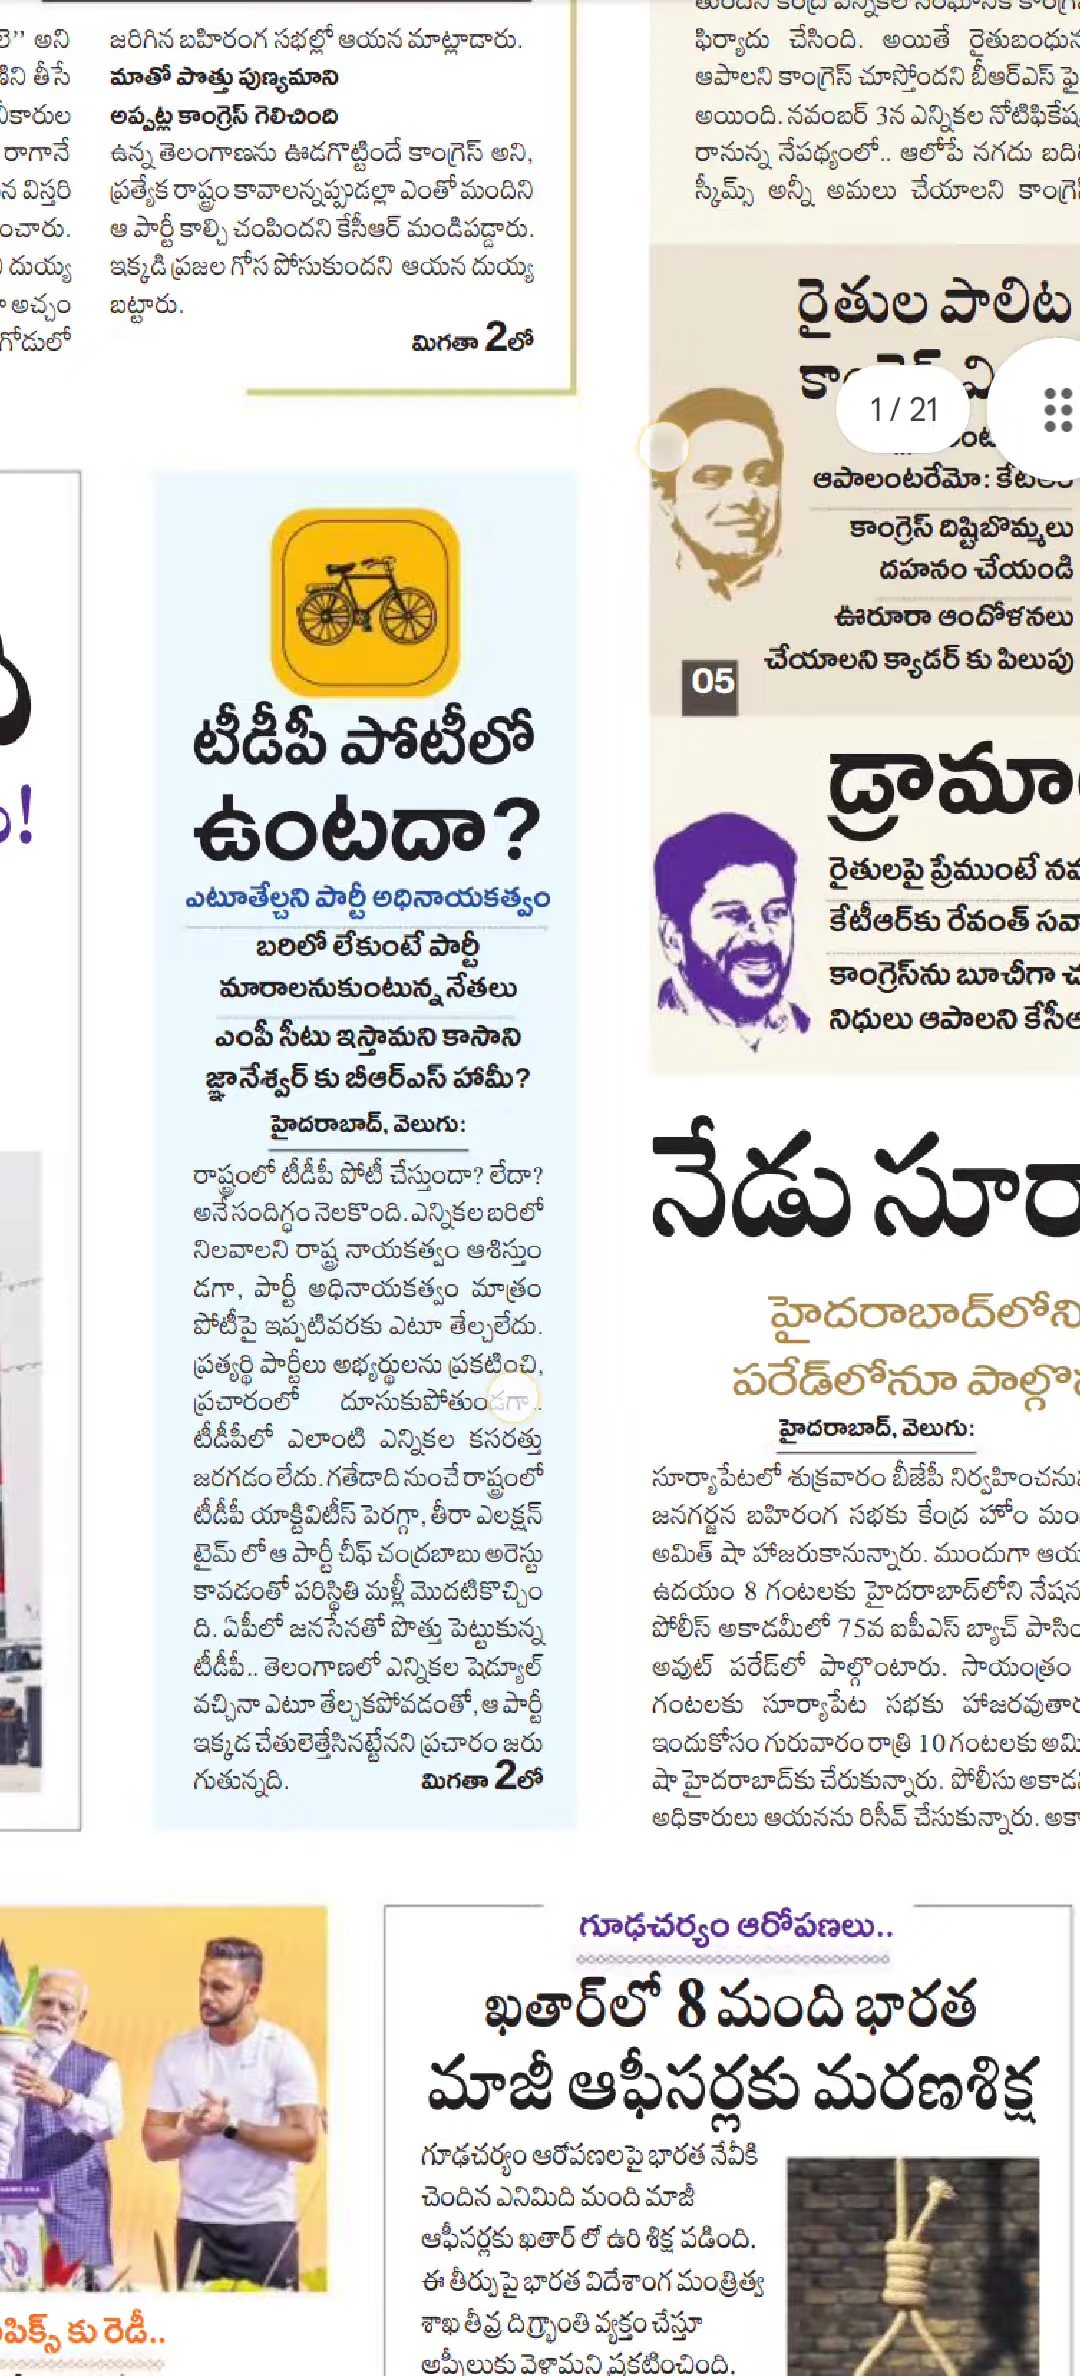 లె’’ అని
తీసే
కారుల
రాగానే
న విస్తరి
ంచారు.
దుయ్య
అచ్చం
గోడులో
జరిగిన బహిరంగ సభల్లో ఆయన మాట్లాడారు.
మాతో పొత్తు పుణ్యమాని
అప్పట్ల కాంగ్రెస్ గెలిచింది
ఉన్న తెలంగాణను ఊడగొట్టిందే కాంగ్రెస్ అని,
ప్రత్యేక రాష్ట్రం కావాలన్నప్పుడల్లా ఎంతో మందిని
ఆ పార్టీ కాల్చి చంపిందని కేసీఆర్ మండిపడ్డారు.
ఇక్కడి ప్రజల గోస పోసుకుందని ఆయన దుయ్య
బట్టారు.
మిగతా 2లో
ఫిర్యాదు చేసింది. అయితే
ఆపాలని కాంగ్రెస్ చూస్తోందని బీఆర్ఎస్ ఫై
అయింది. నవంబర్ 3న ఎన్నికల
రానున్న నేపథ్యంలో.. ఆలోపే నగదు
స్కీమ్స్ అన్నీ అమలు చేయాలని
రైతుల పాలిట
1 / 21
ఆపాలంటరేమో:
కాంగ్రెస్ దిష్టిబొమ్మలు
దహనం చేయండి
ఊరూరా ఆందోళనలు
చేయాలని క్యాడర్ కు పిలుపు
05
టీడీపీ పోటీలో
ఉంటదా?
ఎటూతేల్చని పార్టీ అధినాయకత్వం
బరిలో లేకుంటే పార్టీ
మారాలనుకుంటున్న నేతలు
ఎంపీ సీటు ఇస్తామని కాసాని
జ్ఞానేశ్వర్ కు బీఆర్ఎస్ హామీ?
హైదరాబాద్, వెలుగు:
రాష్ట్రంలో టీడీపీ పోటీ చేస్తుందా? లేదా?
అనే సందిగ్ధం నెలకొంది. ఎన్నికల బరిలో
నిలవాలని రాష్ట్ర నాయకత్వం ఆశిస్తుం
డగా, పార్టీ అధినాయకత్వం మాత్రం
పోటీపై ఇప్పటివరకు ఎటూ తేల్చలేదు.
ప్రత్యర్థి పార్టీలు అభ్యర్థులను ప్రకటించి,
ప్రచారంలో దూసుకుపోతుండగా..
టీడీపీలో ఎలాంటి ఎన్నికల కసరత్తు
జరగడం లేదు. గతేడాది నుంచే రాష్ట్రంలో
టీడీపీ యాక్టివిటీస్ పెరగ్గా, తీరా ఎలక్షన్
టైమ్ లో ఆ పార్టీ చీఫ్ చంద్రబాబు అరెస్టు
కావడంతో పరిస్థితి మళ్లీ మొదటికొచ్చిం
ది. ఏపీలో జనసేనతో పొత్తు పెట్టుకున్న
టీడీపీ.. తెలంగాణలో ఎన్నికల షెడ్యూల్
వచ్చినా ఎటూ తేల్చకపోవడంతో, ఆ పార్టీ
ఇక్కడ చేతులెత్తేసినట్టేనని ప్రచారం జరు
గుతున్నది.
మిగతా 2లో
డ్రామా
రైతులపై ప్రేముంటే
కేటీఆర్‌కు రేవంత్
కాంగ్రెస్‌ను బూచీగా
నిధులు ఆపాలని
నేడు
హైదరాబాద్‌లోని
పరేడ్‌లోనూ
హైదరాబాద్, వెలుగు:
సూర్యాపేటలో శుక్రవారం బీజేపీ
జనగర్జన బహిరంగ సభకు కేంద్ర హోం
అమిత్ షా హాజరుకానున్నారు. ముందుగా
ఉదయం 8 గంటలకు హైదరాబాద్‌లోని
పోలీస్ అకాడమీలో 75వ ఐపీఎస్ బ్యాచ్
అవుట్ పరేడ్‌లో పాల్గొంటారు. సాయంత్రం
గంటలకు సూర్యాపేట సభకు
ఇందుకోసం గురువారం రాత్రి 10 గంటలకు
షా హైదరాబాద్‌కు చేరుకున్నారు. పోలీసు
అధికారులు ఆయనను రిసీవ్ చేసుకున్నారు.
గూఢచర్యం ఆరోపణలు..
ఖతార్‌లో 8 మంది భారత
మాజీ ఆఫీసర్లకు మరణశిక్ష
గూఢచర్యం ఆరోపణలపై భారత నేవీకి
చెందిన ఎనిమిది మంది మాజీ
ఆఫీసర్లకు ఖతార్ లో ఉరి శిక్ష పడింది.
ఈ తీర్పుపై భారత విదేశాంగ మంత్రిత్వ
శాఖ తీవ్ర దిగ్భ్రాంతి వ్యక్తం చేస్తూ
అప్పీలుకు వెళ్తామని ప్రకటించింది.
పిక్స్ కు రెడీ..